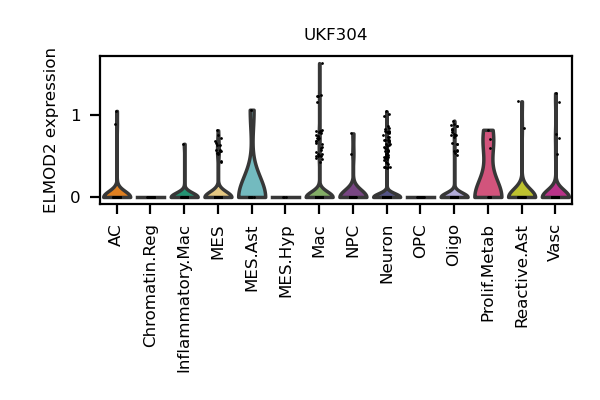 UKF304
ELMOD2 expression
1
0
AC
Chromatin.Reg
Inflammatory.Mac
MES
MES.Ast
MES.Hyp
Mac
NPC
Neuron
OPC
Oligo
Prolif.Metab
Reactive.Ast
Vasc